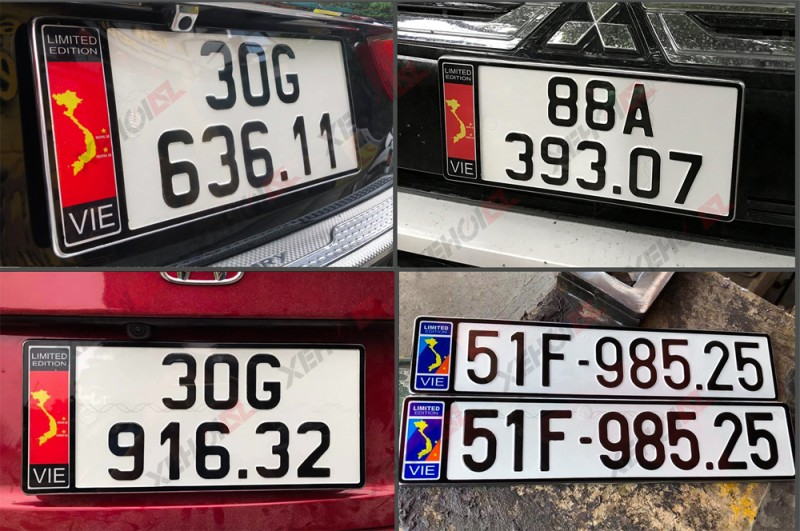 LIMITED
EDITION
VIE
30G
636.11
LIMITED
EDITION
VIE
88A
393.07
LIMITED
EDITION
VIE
30G
916.32
LIMITED
EDITION
VIE
51F-985.25
LIMITED
EDITION
VIE
51F-985.25
XEHOIBZ